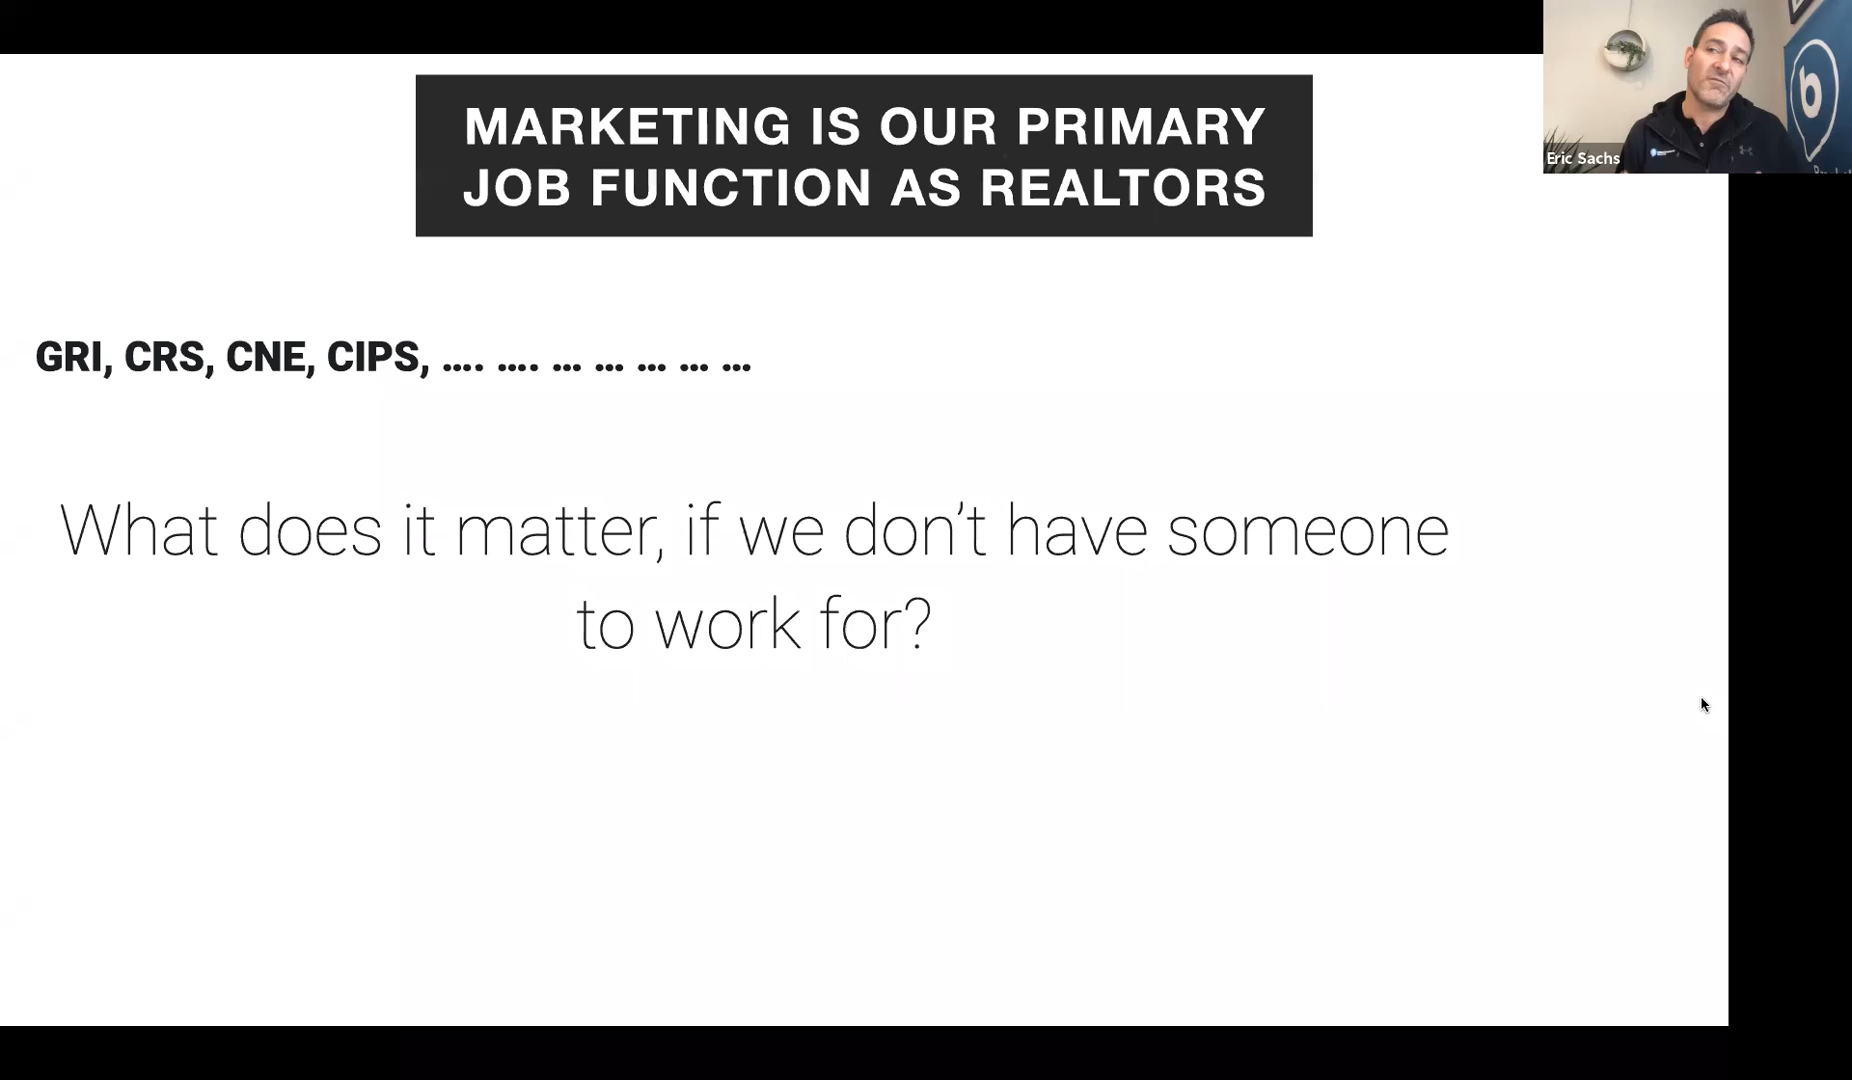 MARKETING IS OUR PRIMARY
JOB FUNCTION AS REALTORS
Eric Sachs
b
GRI, CRS, CNE, CIPS, .... .... ... ... ... ... ...
What does it matter, if we don’t have someone
to work for?